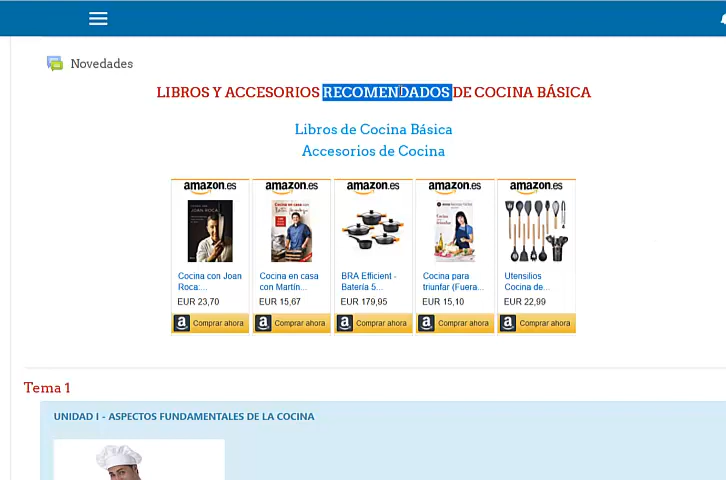 Novedades
LIBROS Y ACCESORIOS RECOMENDADOS DE COCINA BÁSICA
Libros de Cocina Básica
Accesorios de Cocina
amazon.es
Cocina con Joan
Roca:...
EUR 23,70
Comprar ahora
amazon.es
Cocina en casa
con Martín...
EUR 15,67
Comprar ahora
amazon.es
BRA Efficient -
Batería 5...
EUR 179,95
Comprar ahora
amazon.es
Cocina para
triunfar (Fuera...
EUR 15,10
Comprar ahora
amazon.es
Utensilios
Cocina de...
EUR 22,99
Comprar ahora
Tema 1
UNIDAD I - ASPECTOS FUNDAMENTALES DE LA COCINA